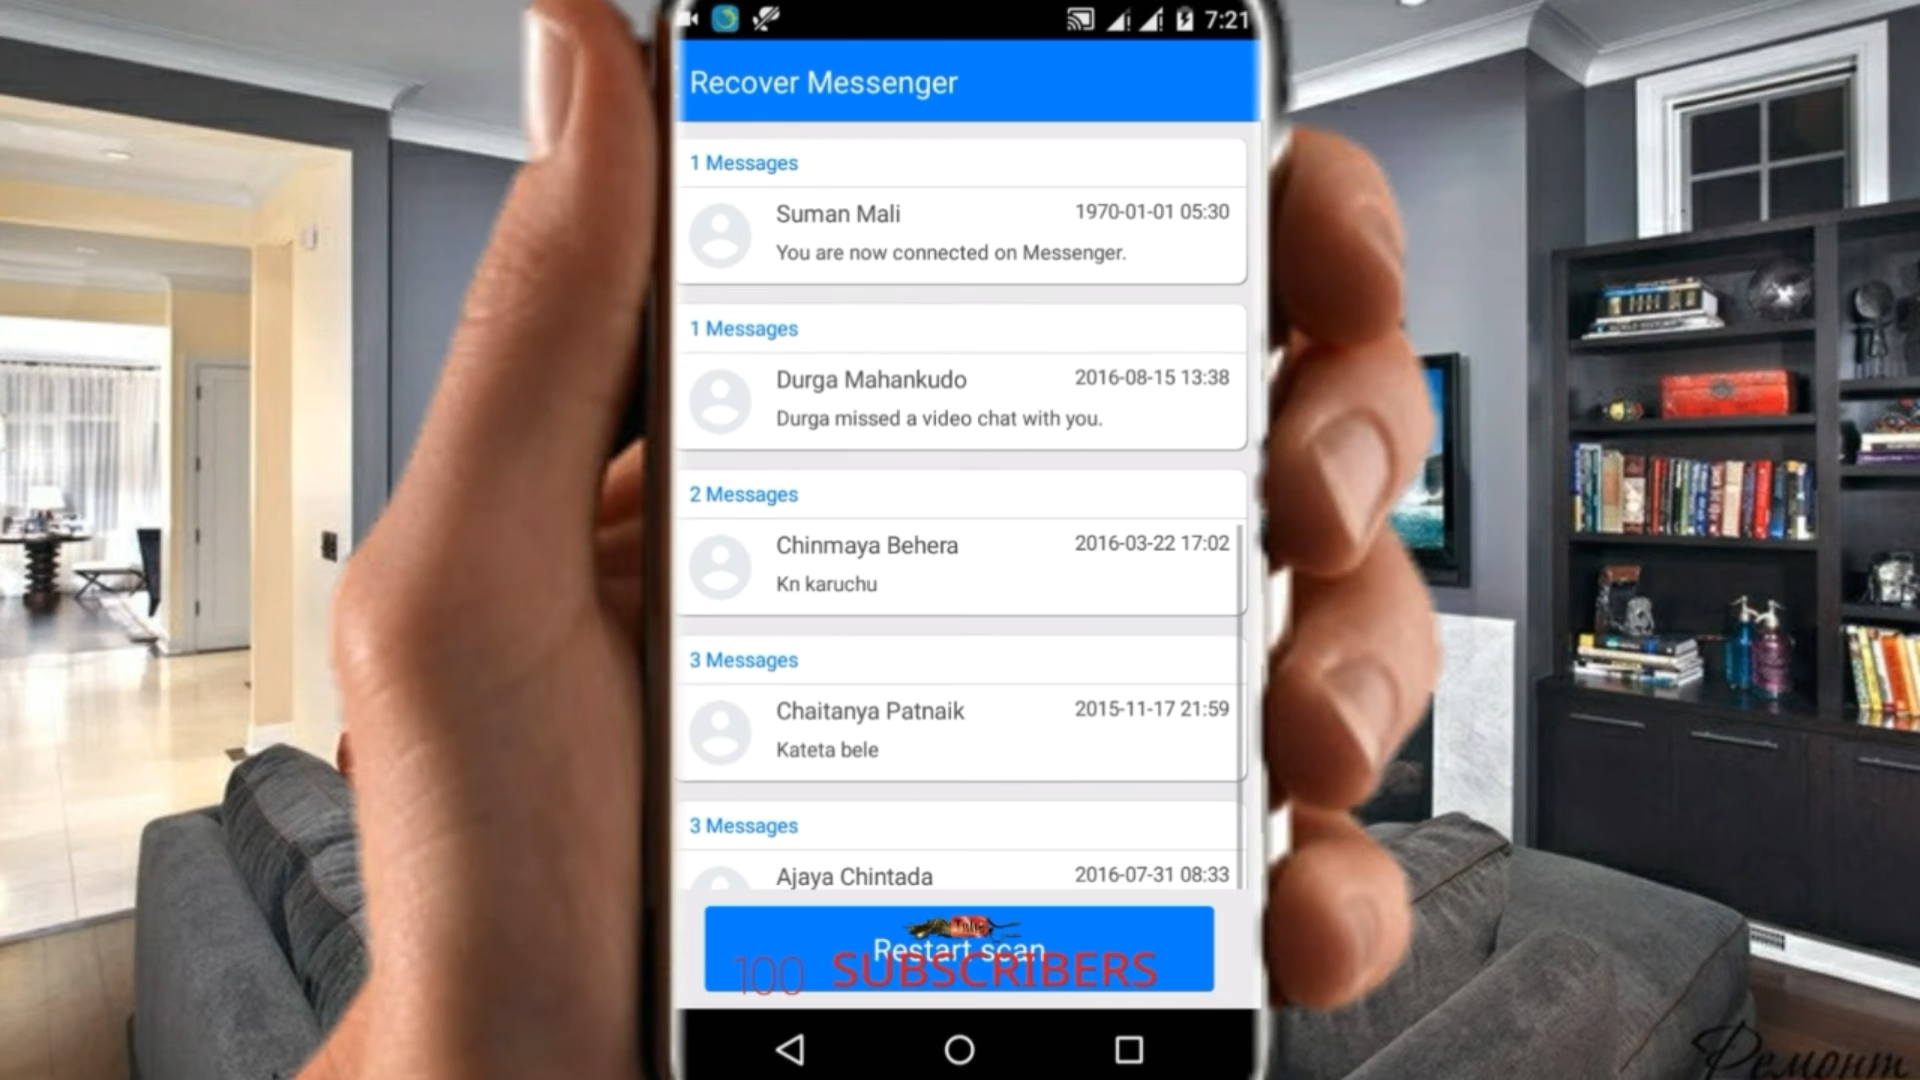 7:21
Recover Messenger
1 Messages
Suman Mali 1970-01-01 05:30
You are now connected on Messenger.
1 Messages
Durga Mahankudo 2016-08-15 13:38
Durga missed a video chat with you.
2 Messages
Chinmaya Behera 2016-03-22 17:02
Kn karuchu
3 Messages
Chaitanya Patnaik 2015-11-17 21:59
Kateta bele
3 Messages
Ajaya Chintada 2016-07-31 08:33
Restart scan
100 SUBSCRIBERS
Ремонт